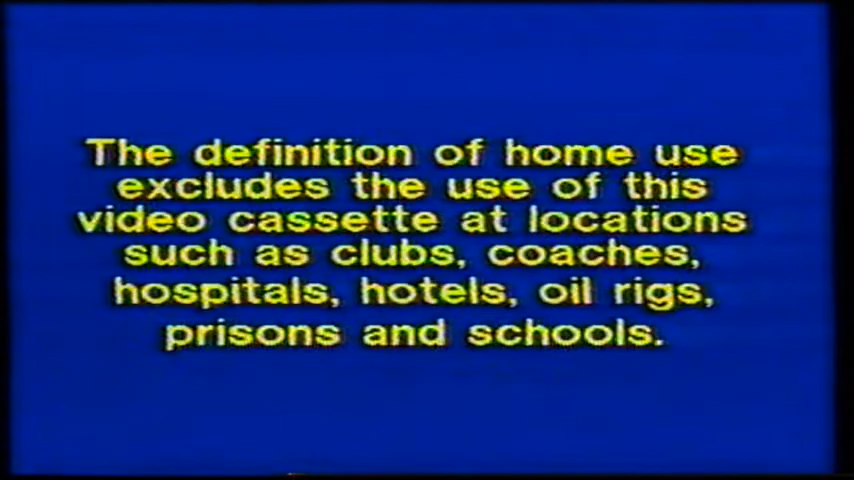 The definition of home use
excludes the use of this
video cassette at locations
such as clubs, coaches,
hospitals, hotels, oil rigs,
prisons and schools.